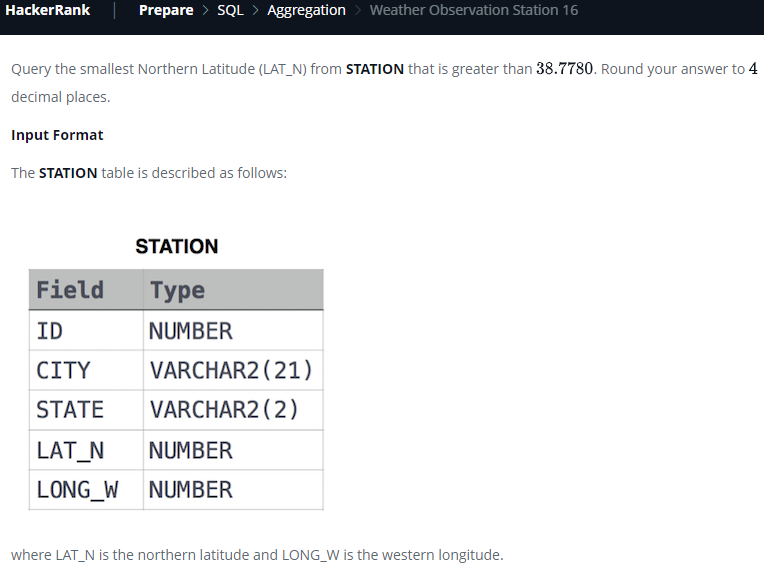 HackerRank | Prepare > SQL > Aggregation > Weather Observation Station 16
Query the smallest Northern Latitude (LAT_N) from STATION that is greater than 38.7780. Round your answer to 4
decimal places.
Input Format
The STATION table is described as follows:
STATION
Field Type
ID NUMBER
CITY VARCHAR2(21)
STATE VARCHAR2(2)
LAT_N NUMBER
LONG_W NUMBER
where LAT_N is the northern latitude and LONG_W is the western longitude.